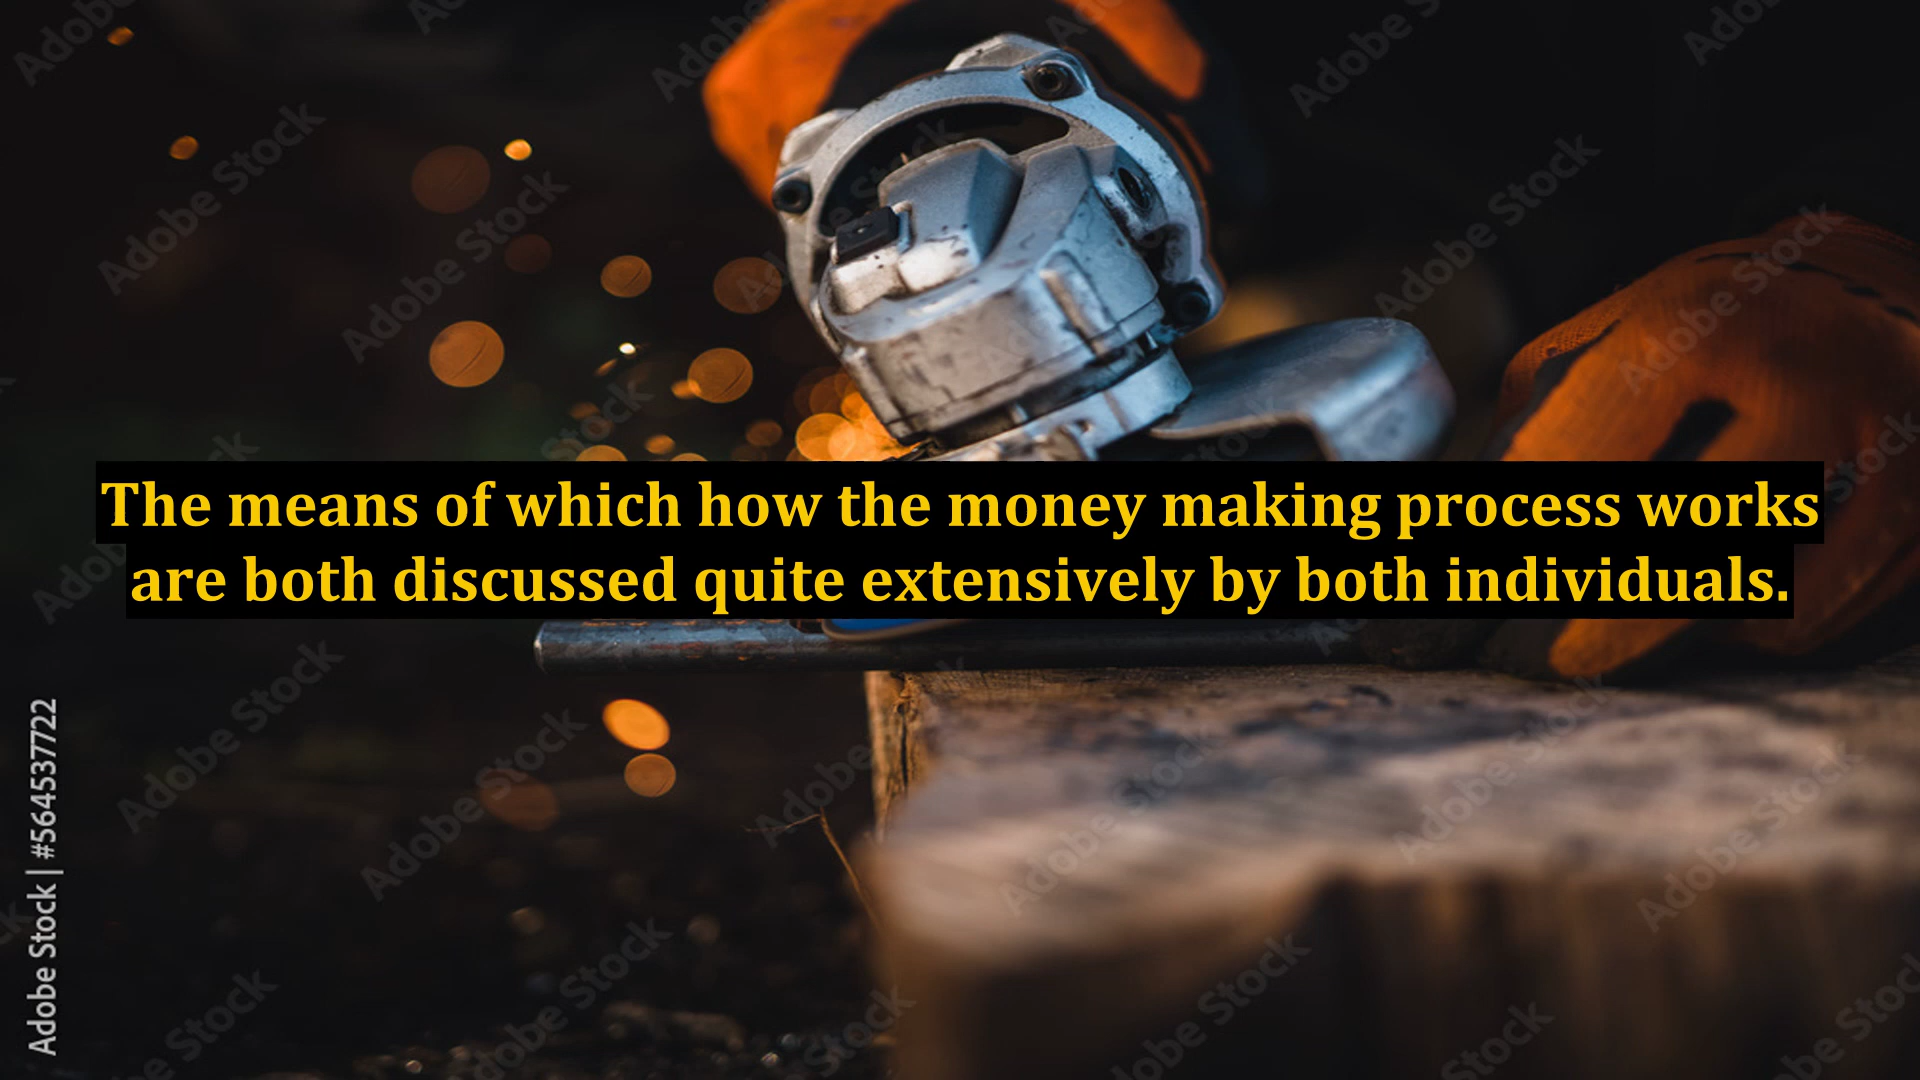 The means of which how the money making process works
are both discussed quite extensively by both individuals.
Adobe Stock | #564537722